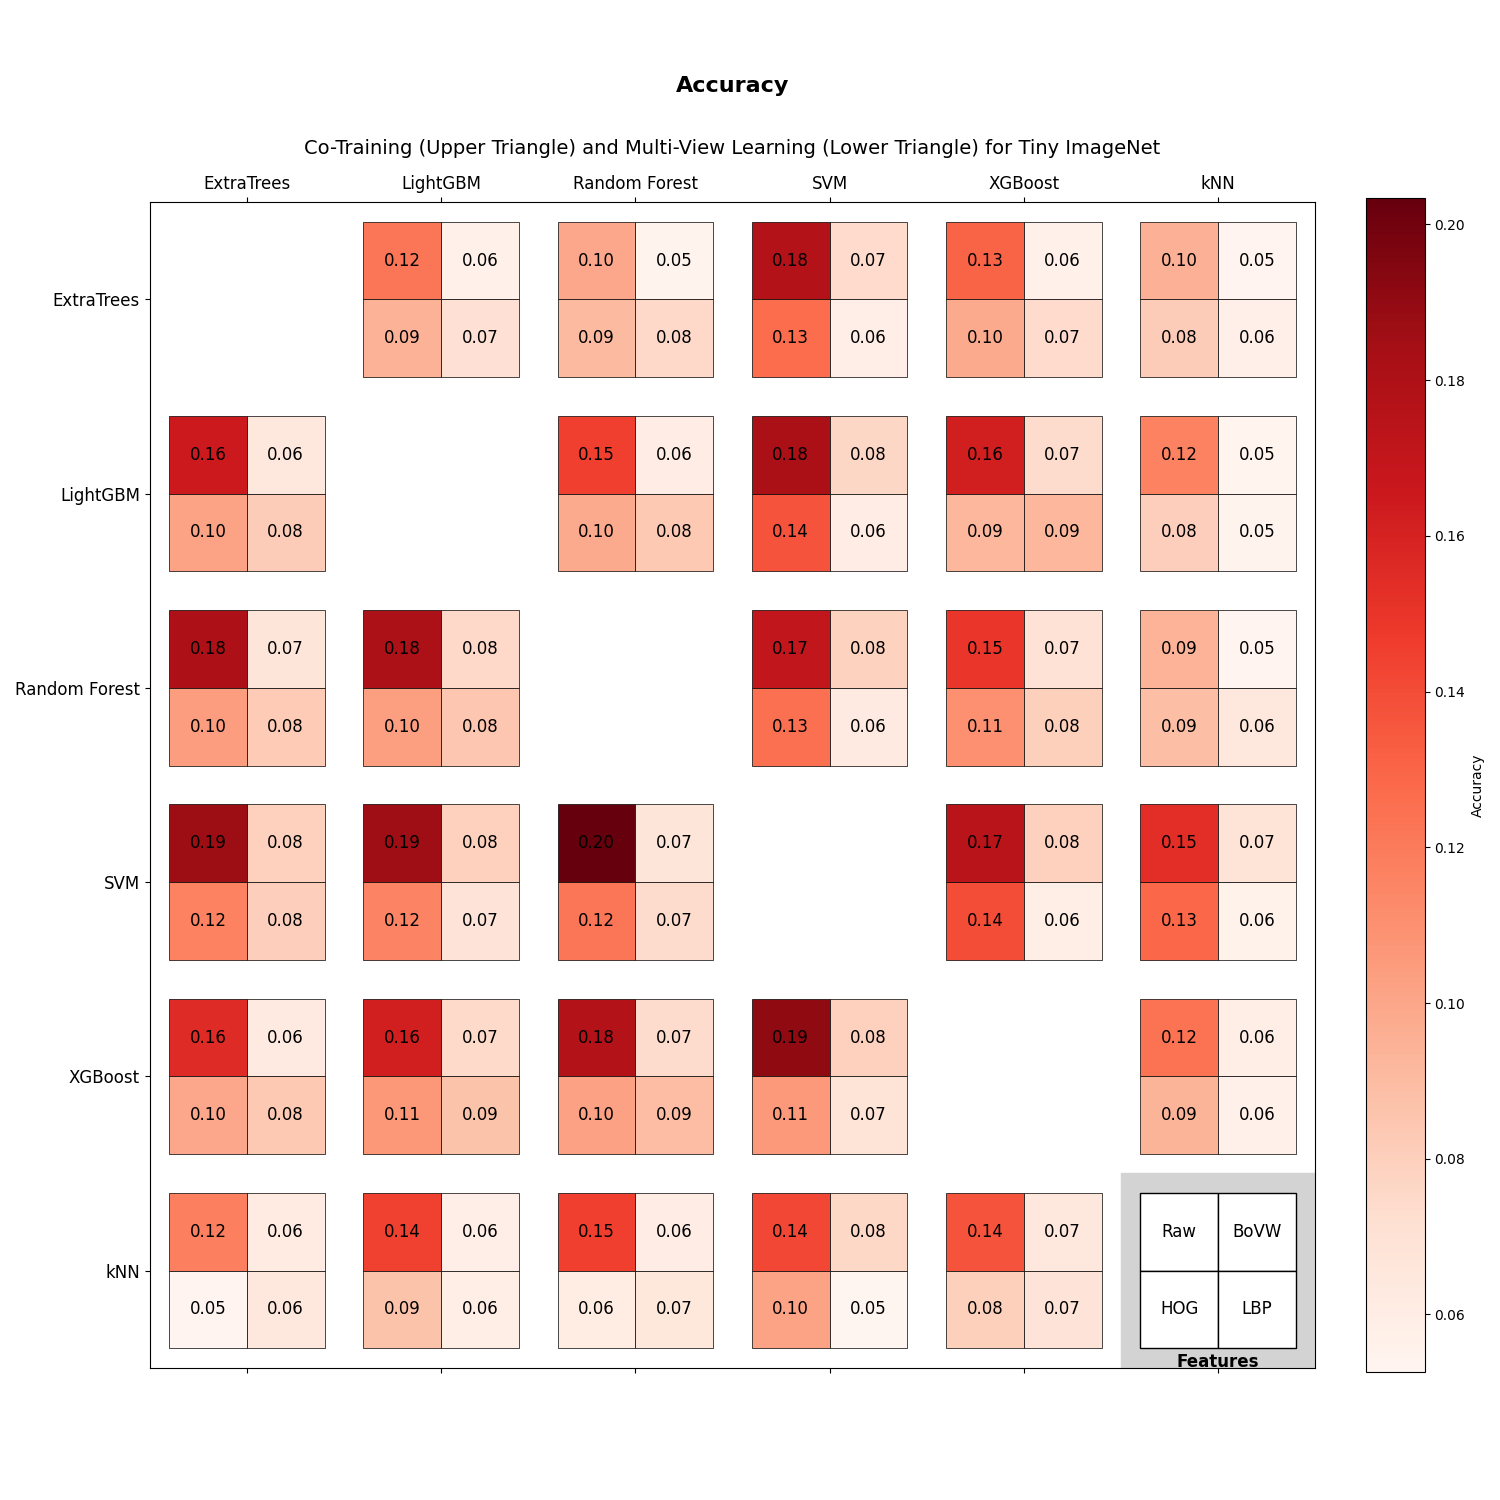 Accuracy
Co-Training (Upper Triangle) and Multi-View Learning (Lower Triangle) for Tiny ImageNet
ExtraTrees LightGBM Random Forest SVM XGBoost kNN
0.20
0.12 0.06 0.10 0.05 0.18 0.07 0.13 0.06 0.10 0.05
ExtraTrees
0.09 0.07 0.09 0.08 0.13 0.06 0.10 0.07 0.08 0.06
0.18
0.16 0.06 0.15 0.06 0.18 0.08 0.16 0.07 0.12 0.05
LightGBM
0.10 0.08 0.10 0.08 0.14 0.06 0.09 0.09 0.08 0.05
0.16
0.18 0.07 0.18 0.08 0.17 0.08 0.15 0.07 0.09 0.05
Random Forest
0.14
0.10 0.08 0.10 0.08 0.13 0.06 0.11 0.08 0.09 0.06
Accuracy
0.19 0.08 0.19 0.08 0.20 0.07 0.17 0.08 0.15 0.07
0.12
SVM
0.12 0.08 0.12 0.07 0.12 0.07 0.14 0.06 0.13 0.06
0.10
0.16 0.06 0.16 0.07 0.18 0.07 0.19 0.08 0.12 0.06
XGBoost
0.10 0.08 0.11 0.09 0.10 0.09 0.11 0.07 0.09 0.06
0.08
0.12 0.06 0.14 0.06 0.15 0.06 0.14 0.08 0.14 0.07 Raw BoVW
kNN
0.05 0.06 0.09 0.06 0.06 0.07 0.10 0.05 0.08 0.07 HOG LBP
0.06
Features